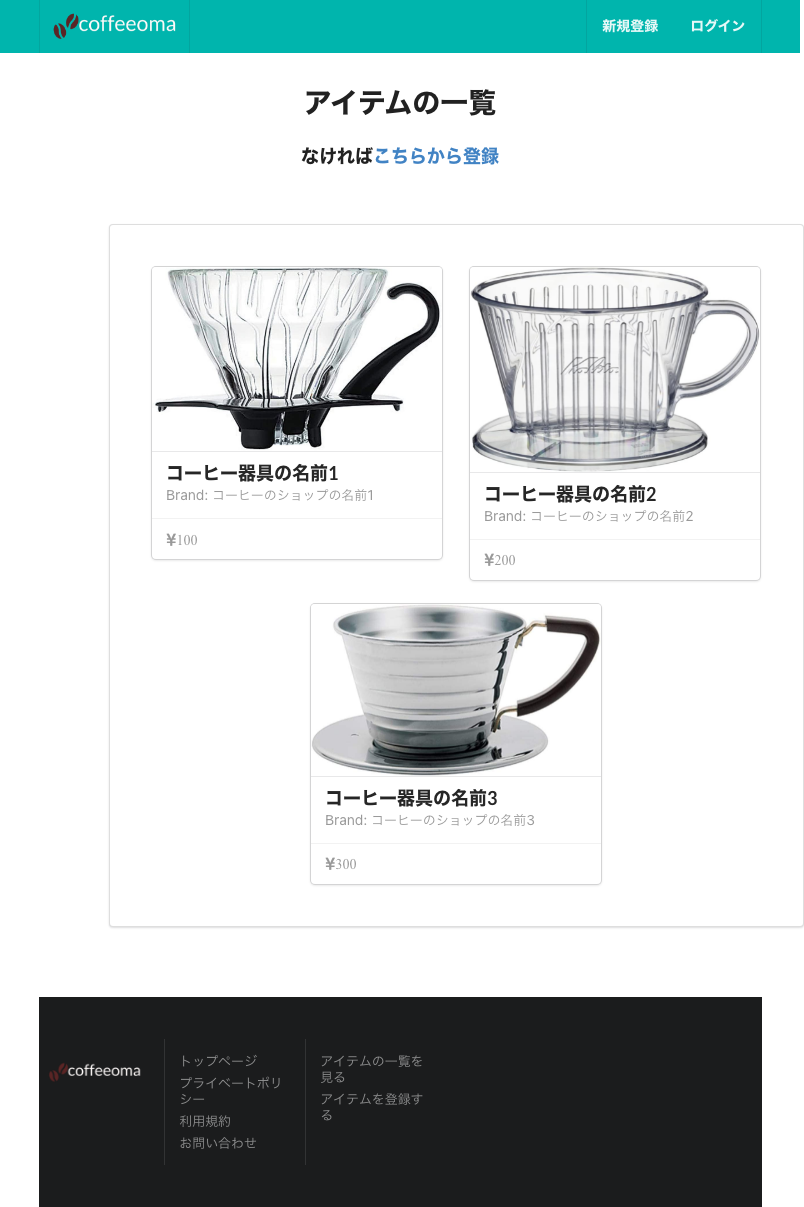 coffeeoma
新規登録 ログイン
アイテムの一覧
なければこちらから登録
コーヒー器具の名前1
Brand: コーヒーのショップの名前1
¥100
Kalita
コーヒー器具の名前2
Brand: コーヒーのショップの名前2
¥200
コーヒー器具の名前3
Brand: コーヒーのショップの名前3
¥300
coffeeoma
トップページ
プライベートポリ
シー
利用規約
お問い合わせ
アイテムの一覧を
見る
アイテムを登録す
る